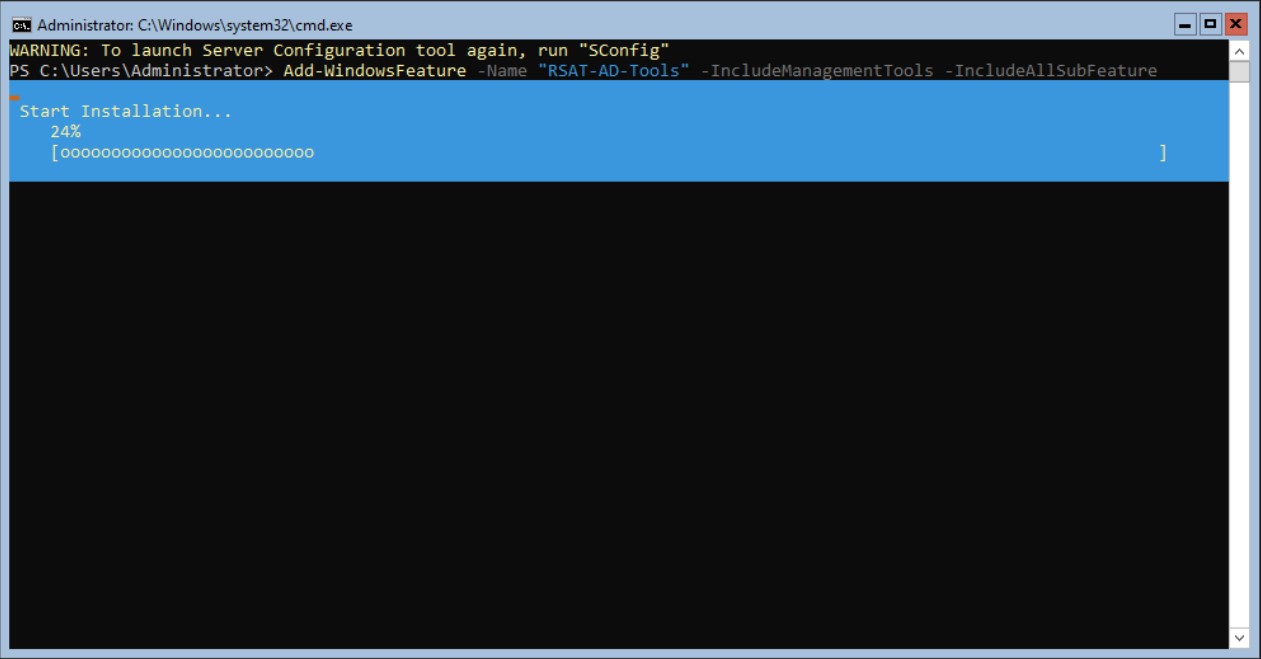 Administrator: C:\Windows\system32\cmd.exe
WARNING: To launch Server Configuration tool again, run "SConfig"
PS C:\Users\Administrator> Add-WindowsFeature -Name "RSAT-AD-Tools" -IncludeManagementTools -IncludeAllSubFeature
Start Installation...
24%
[ooooooooooooooooooooooooo ]